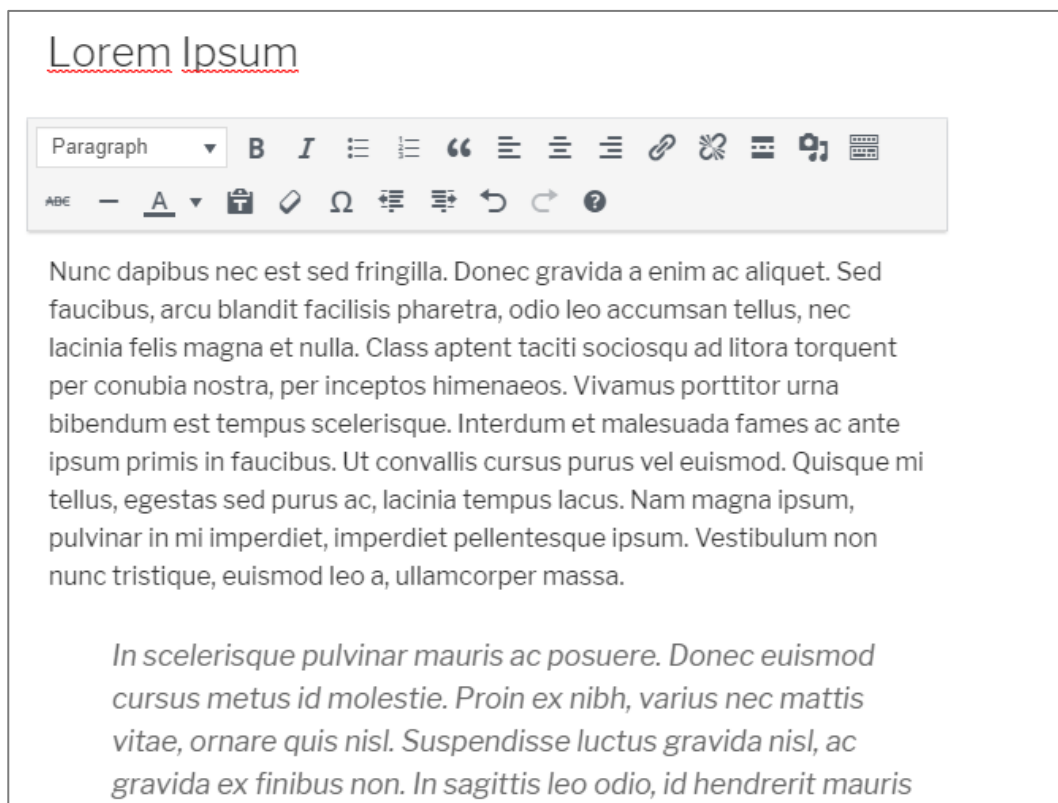 Lorem Ipsum
Paragraph
B I
ABC A Ω
Nunc dapibus nec est sed fringilla. Donec gravida a enim ac aliquet. Sed
faucibus, arcu blandit facilisis pharetra, odio leo accumsan tellus, nec
lacinia felis magna et nulla. Class aptent taciti sociosqu ad litora torquent
per conubia nostra, per inceptos himenaeos. Vivamus porttitor urna
bibendum est tempus scelerisque. Interdum et malesuada fames ac ante
ipsum primis in faucibus. Ut convallis cursus purus vel euismod. Quisque mi
tellus, egestas sed purus ac, lacinia tempus lacus. Nam magna ipsum,
pulvinar in mi imperdiet, imperdiet pellentesque ipsum. Vestibulum non
nunc tristique, euismod leo a, ullamcorper massa.
In scelerisque pulvinar mauris ac posuere. Donec euismod
cursus metus id molestie. Proin ex nibh, varius nec mattis
vitae, ornare quis nisl. Suspendisse luctus gravida nisl, ac
gravida ex finibus non. In sagittis leo odio, id hendrerit mauris